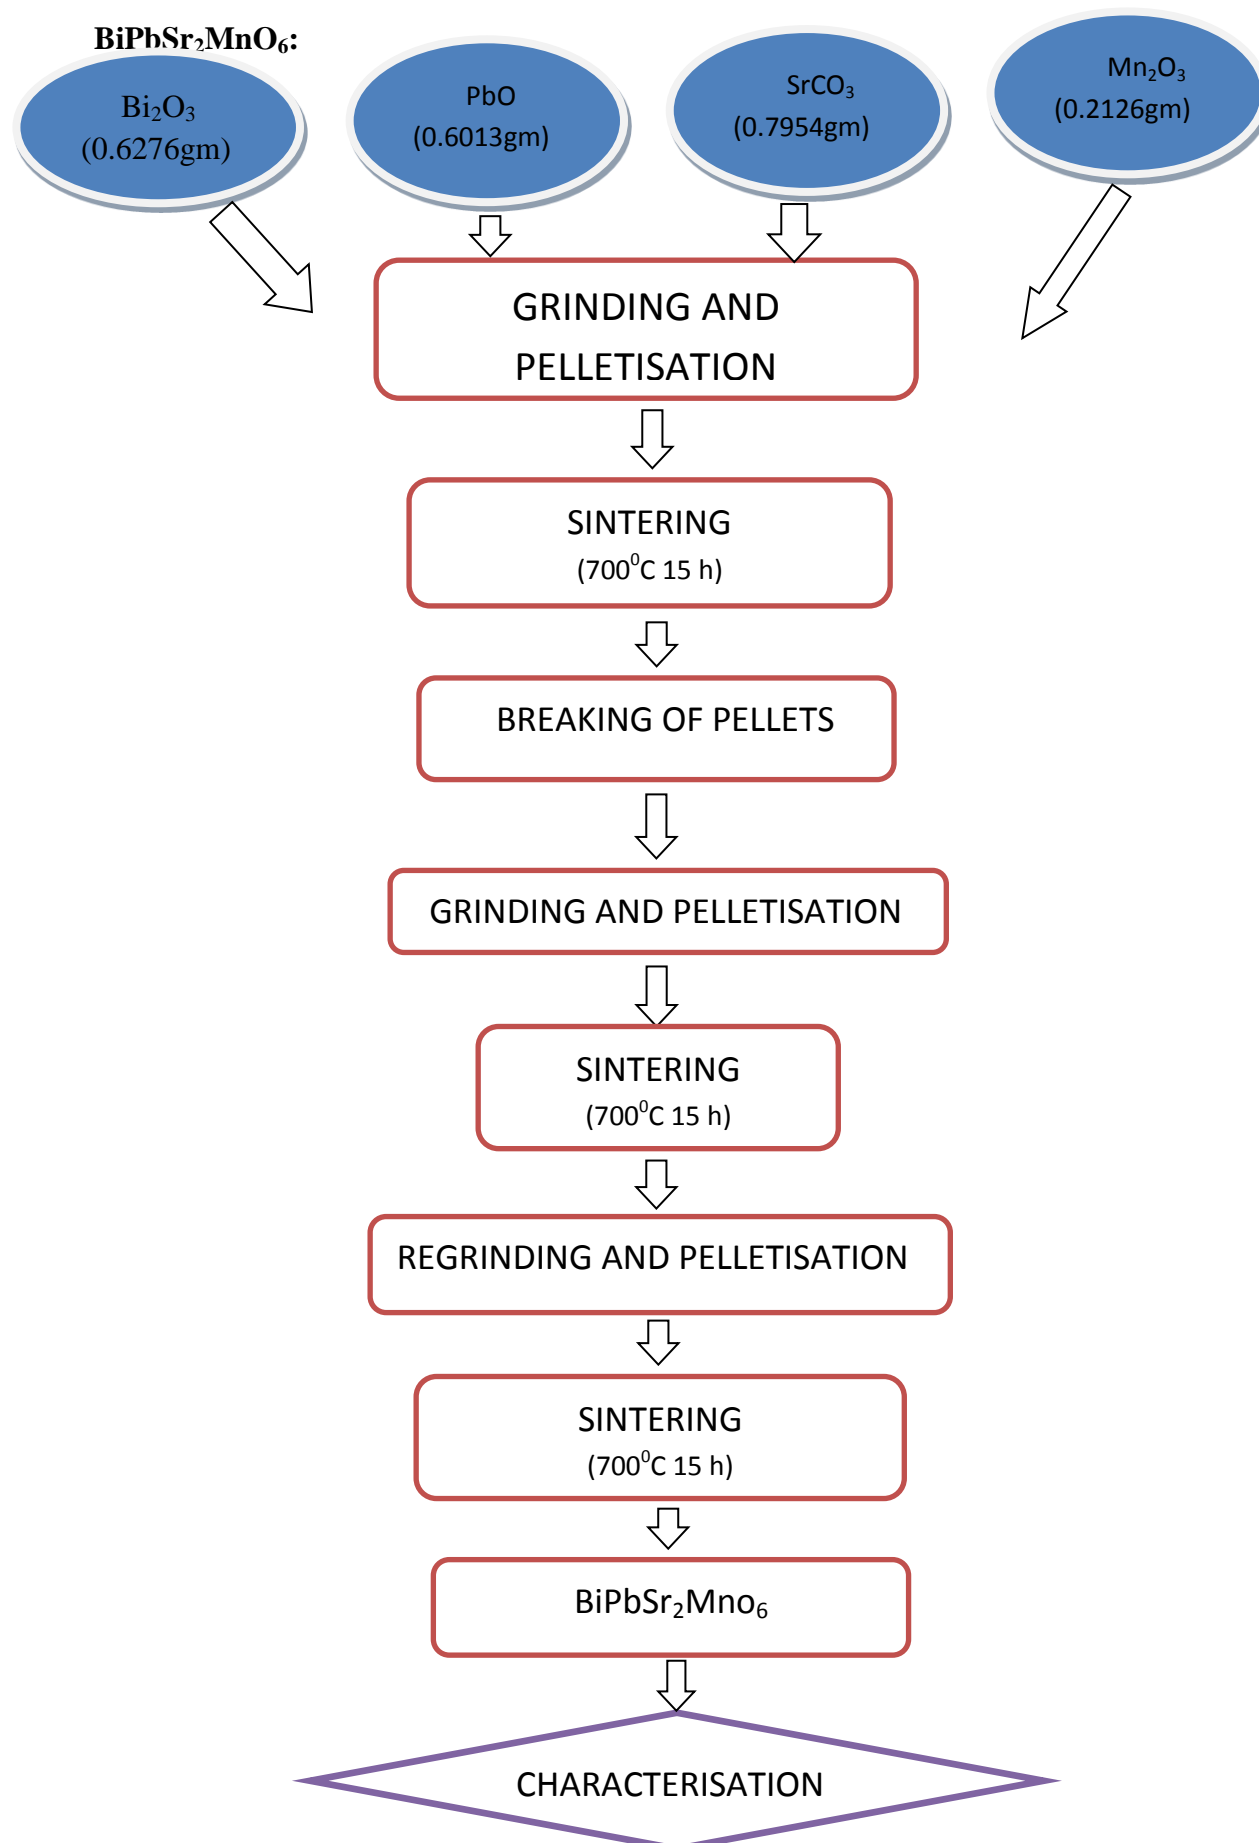 BiPbSr₂MnO₆:
Bi₂O₃
(0.6276gm)
PbO
(0.6013gm)
SrCO₃
(0.7954gm)
Mn₂O₃
(0.2126gm)
GRINDING AND
PELLETISATION
SINTERING
(700⁰C 15 h)
BREAKING OF PELLETS
GRINDING AND PELLETISATION
SINTERING
(700⁰C 15 h)
REGRINDING AND PELLETISATION
SINTERING
(700⁰C 15 h)
BiPbSr₂Mno₆
CHARACTERISATION